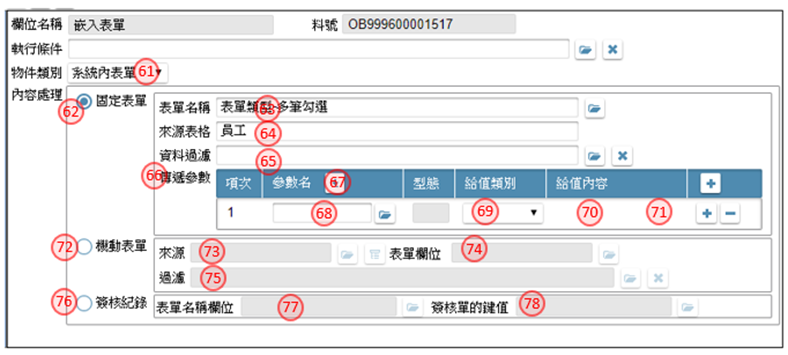 欄位名稱 嵌入表單 料號 OB999600001517
執行條件
物件類別 系統內表單 61
內容處理 62 固定表單
表單名稱 表單類型-多筆勾選 63
來源表格 員工 64
資料過濾 65
66 傳遞參數
項次 參數名 67 型態 給值類別 給值內容
1 68 69 70 71
72 機動表單 來源 73 表單欄位 74
過濾 75
76 簽核紀錄 表單名稱欄位 77 簽核單的鍵值 78